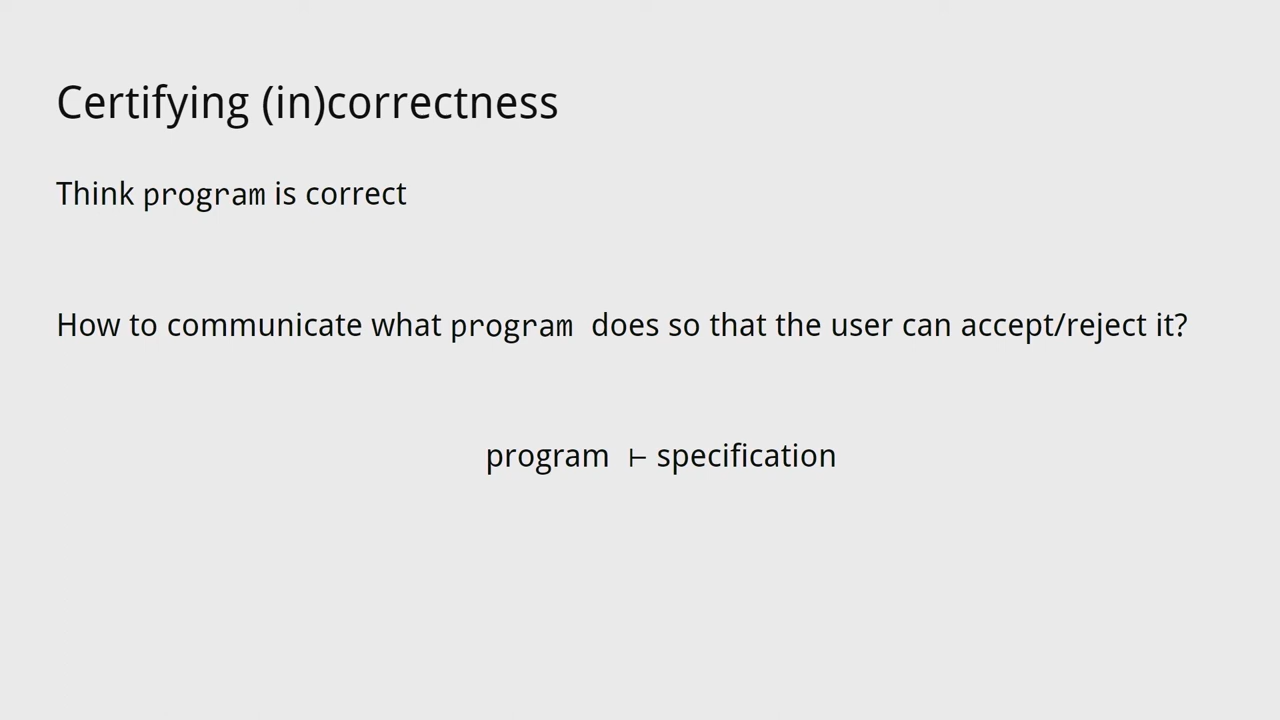 Certifying (in)correctness
Think program is correct
How to communicate what program does so that the user can accept/reject it?
program ⊢ specification